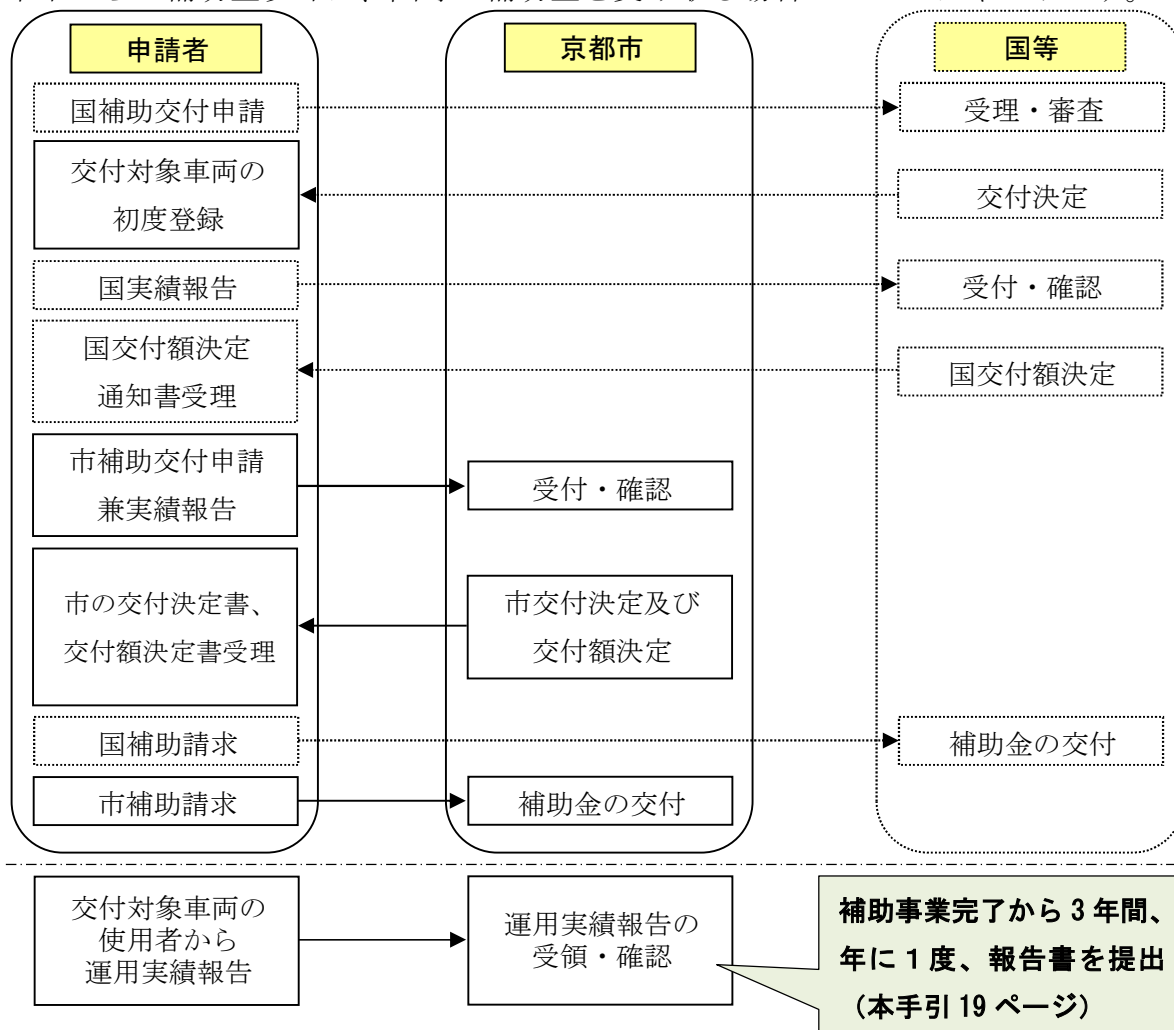 申請者
京都市
国等
国補助交付申請
受理・審査
交付対象車両の
初度登録
交付決定
国実績報告
受付・確認
国交付額決定
通知書受理
国交付額決定
市補助交付申請
兼実績報告
受付・確認
市の交付決定書、
交付額決定書受理
市交付決定及び
交付額決定
国補助請求
補助金の交付
市補助請求
補助金の交付
交付対象車両の
使用者から
運用実績報告
運用実績報告の
受領・確認
補助事業完了から3年間、
年に1度、報告書を提出
（本手引19ページ）